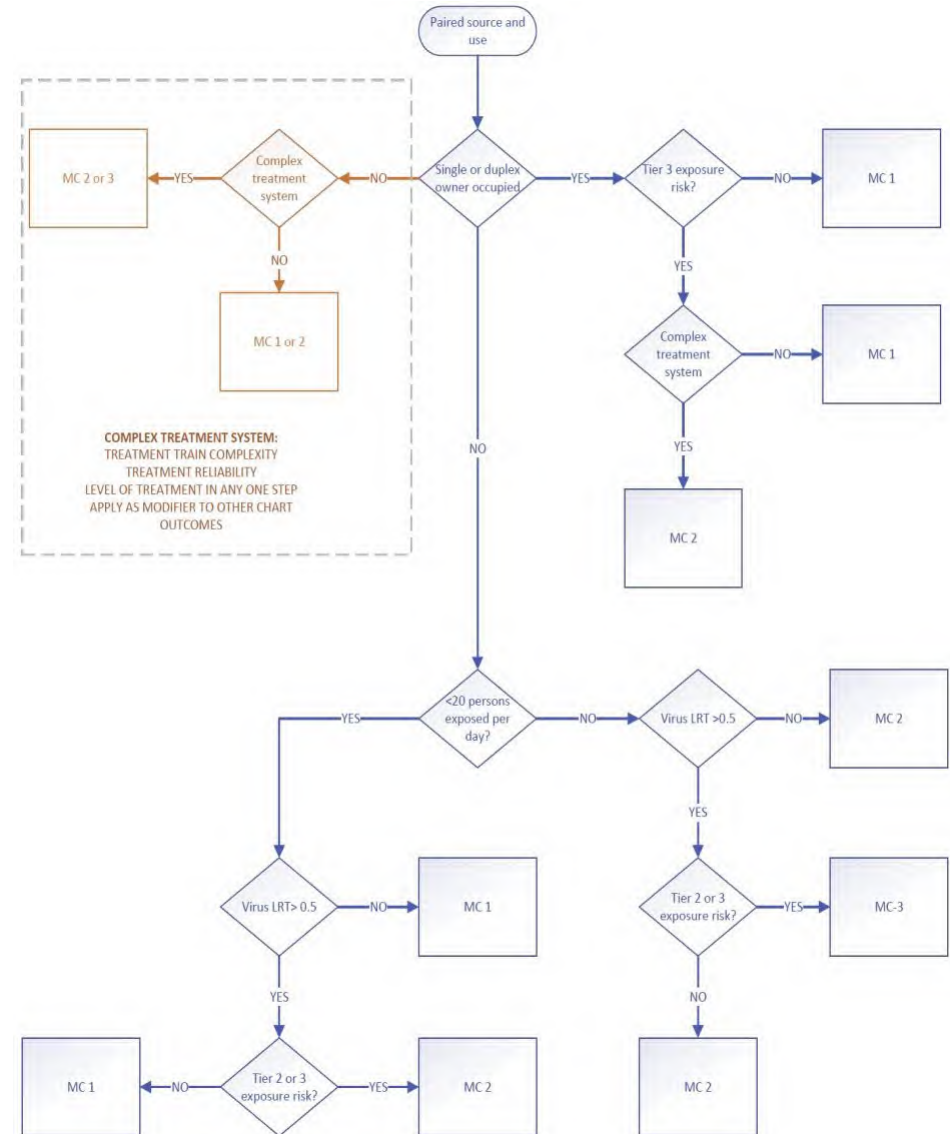 Paired source and
use
Single or duplex
owner occupied
NO
Complex
treatment
system
YES
MC 2 or 3
NO
MC 1 or 2
COMPLEX TREATMENT SYSTEM:
TREATMENT TRAIN COMPLEXITY
TREATMENT RELIABILITY
LEVEL OF TREATMENT IN ANY ONE STEP
APPLY AS MODIFIER TO OTHER CHART
OUTCOMES
YES
Tier 3 exposure
risk?
NO
MC 1
YES
Complex
treatment
system
NO
MC 1
YES
MC 2
NO
<20 persons
exposed per
day?
NO
Virus LRT >0.5
NO
MC 2
YES
Tier 2 or 3
exposure risk?
YES
MC-3
NO
MC 2
YES
Virus LRT> 0.5
NO
MC 1
YES
Tier 2 or 3
exposure risk?
NO
MC 1
YES
MC 2